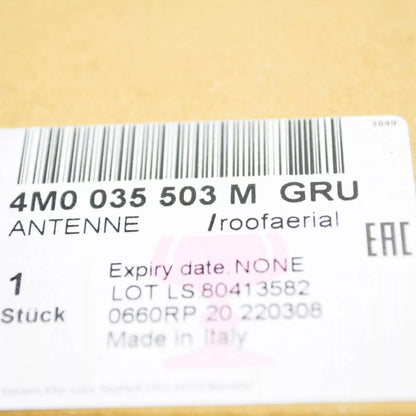 3849
4M0 035 503 M GRU
ANTENNE /roofaerial
EAC
1
Stück
Expiry date: NONE
LOT LS 80413582
0660RP 20 220308
Made in Italy